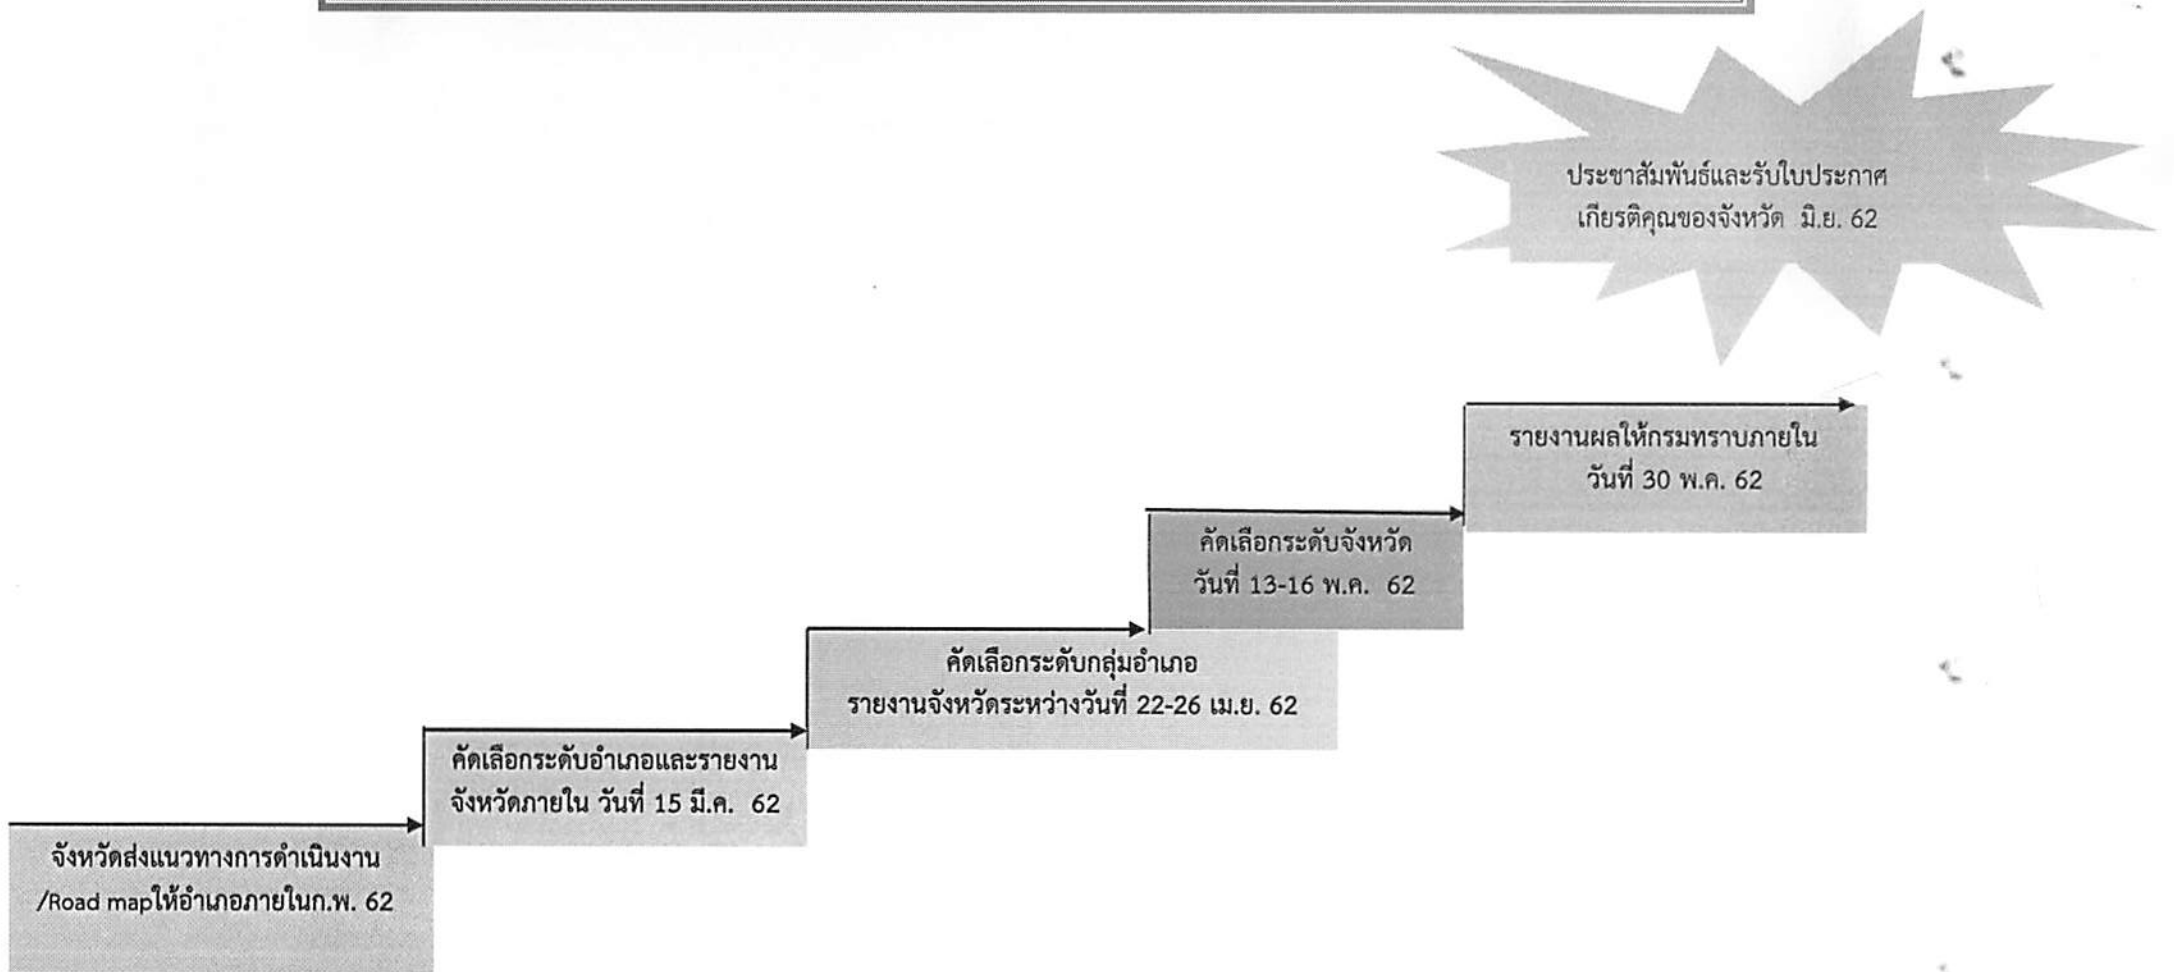 ประชาสัมพันธ์และรับใบประกาศ
เกียรติคุณของจังหวัด มิ.ย. 62
รายงานผลให้กรมทราบภายใน
วันที่ 30 พ.ค. 62
คัดเลือกระดับจังหวัด
วันที่ 13-16 พ.ค. 62
คัดเลือกระดับกลุ่มอำเภอ
รายงานจังหวัดระหว่างวันที่ 22-26 เม.ย. 62
คัดเลือกระดับอำเภอและรายงาน
จังหวัดภายใน วันที่ 15 มี.ค. 62
จังหวัดส่งแนวทางการดำเนินงาน
/Road mapให้อำเภอภายในก.พ. 62